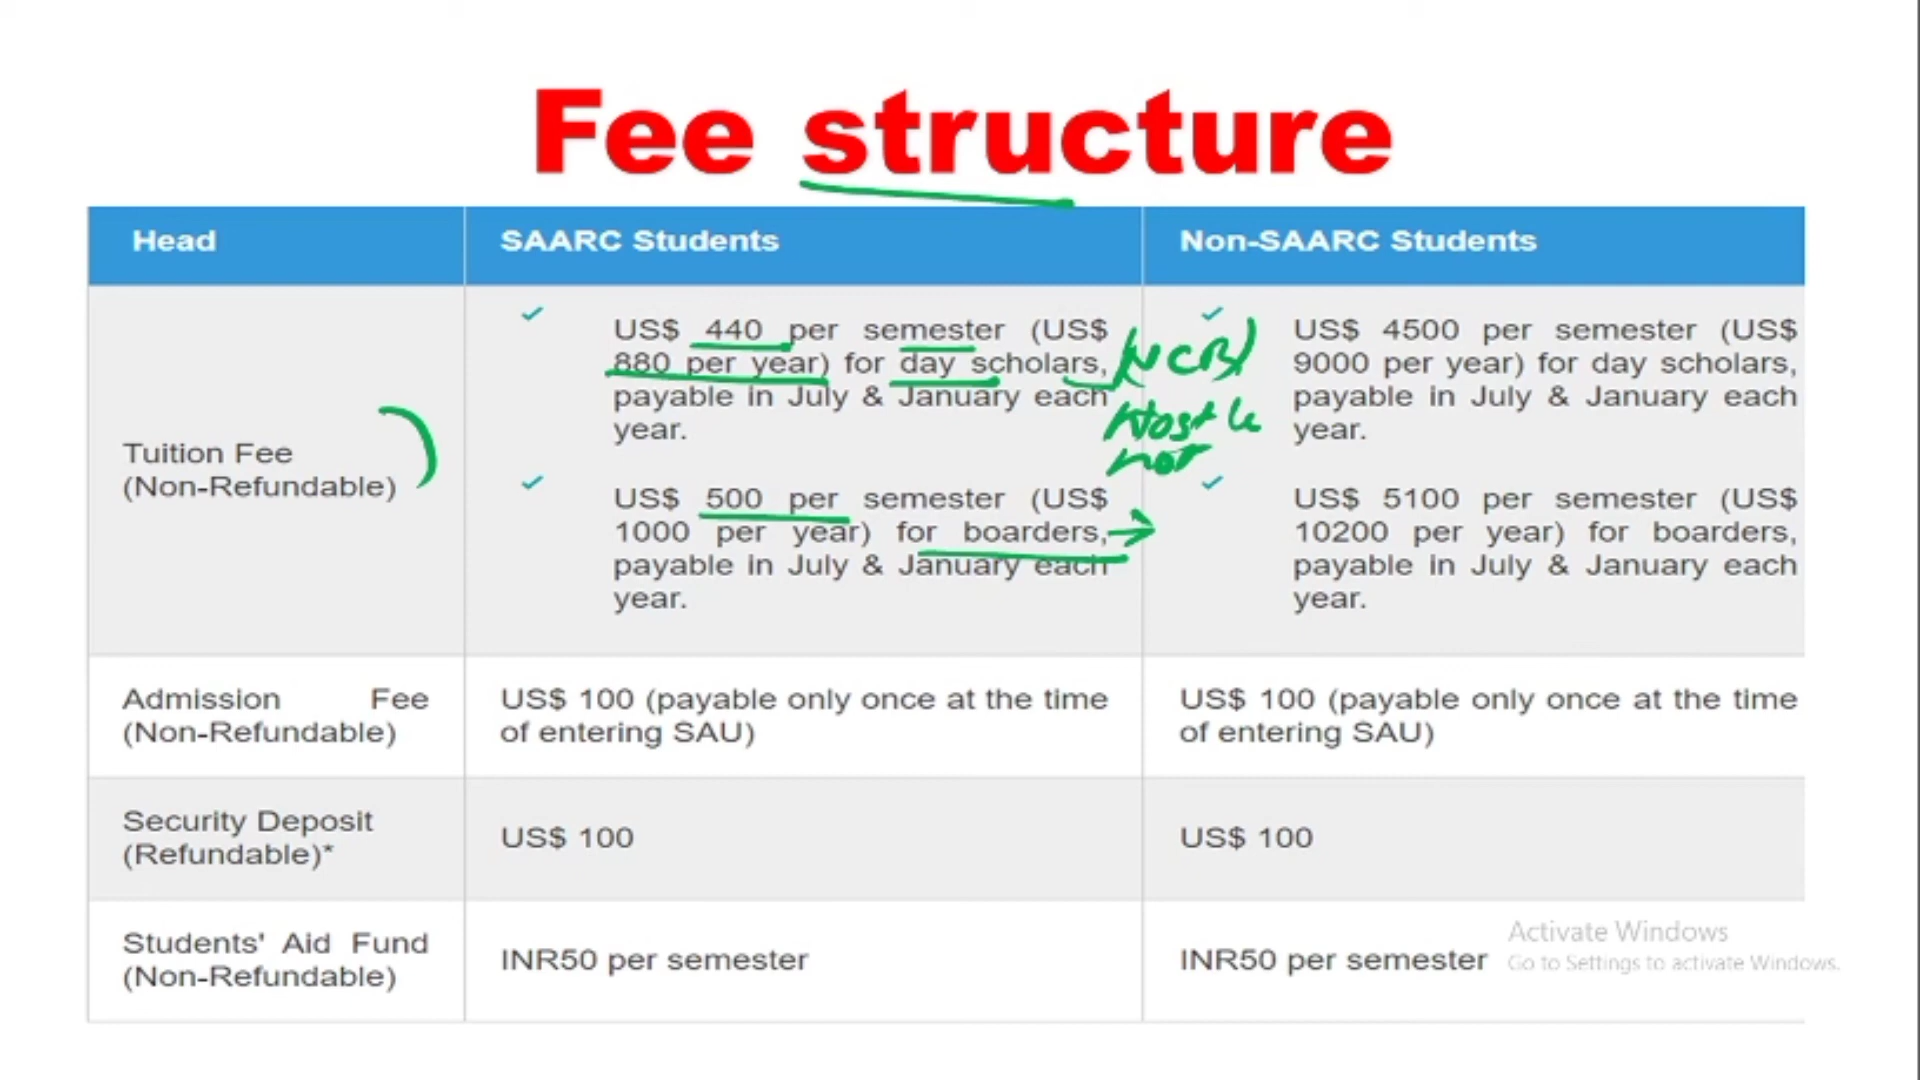 Fee structure
Head
SAARC Students
Non-SAARC Students
Tuition Fee
(Non-Refundable)
US$ 440 per semester (US$
880 per year) for day scholars,
payable in July & January each
year.
US$ 500 per semester (US$
1000 per year) for boarders,
payable in July & January each
year.
not
US$ 4500 per semester (US$
9000 per year) for day scholars,
payable in July & January each
year.
US$ 5100 per semester (US$
10200 per year) for boarders,
payable in July & January each
year.
Admission Fee
(Non-Refundable)
US$ 100 (payable only once at the time
of entering SAU)
US$ 100 (payable only once at the time
of entering SAU)
Security Deposit
(Refundable)*
US$ 100
US$ 100
Students' Aid Fund
(Non-Refundable)
INR50 per semester
INR50 per semester
Activate Windows
Go to Settings to activate Windows.